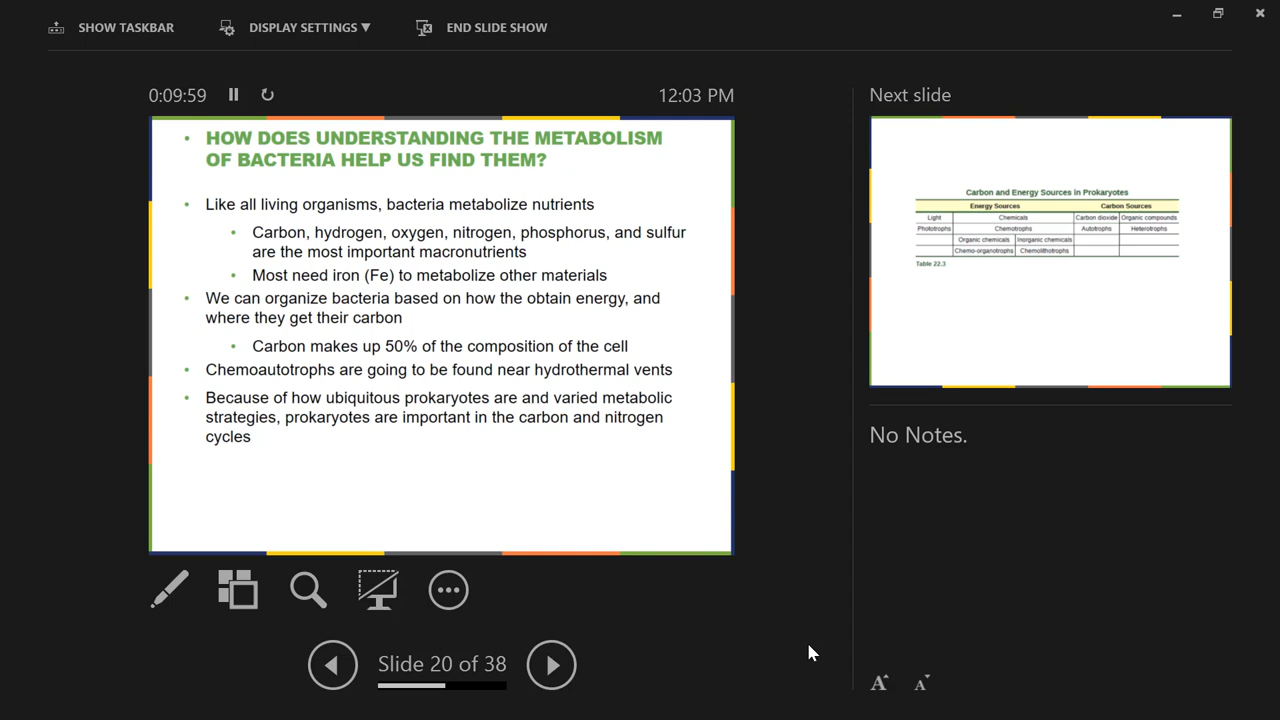 SHOW TASKBAR DISPLAY SETTINGS ▼ END SLIDE SHOW
0:09:59 12:03 PM
• HOW DOES UNDERSTANDING THE METABOLISM
OF BACTERIA HELP US FIND THEM?
• Like all living organisms, bacteria metabolize nutrients
• Carbon, hydrogen, oxygen, nitrogen, phosphorus, and sulfur
are the most important macronutrients
• Most need iron (Fe) to metabolize other materials
• We can organize bacteria based on how the obtain energy, and
where they get their carbon
• Carbon makes up 50% of the composition of the cell
• Chemoautotrophs are going to be found near hydrothermal vents
• Because of how ubiquitous prokaryotes are and varied metabolic
strategies, prokaryotes are important in the carbon and nitrogen
cycles
Slide 20 of 38
Next slide
Carbon and Energy Sources in Prokaryotes
Energy Sources Carbon Sources
Light Chemicals Carbon dioxide Organic compounds
Phototrophs Chemotrophs Autotrophs Heterotrophs
Organic chemicals Inorganic chemicals
Chemo-organotrophs Chemolithotrophs
Table 22.3
No Notes.
A A